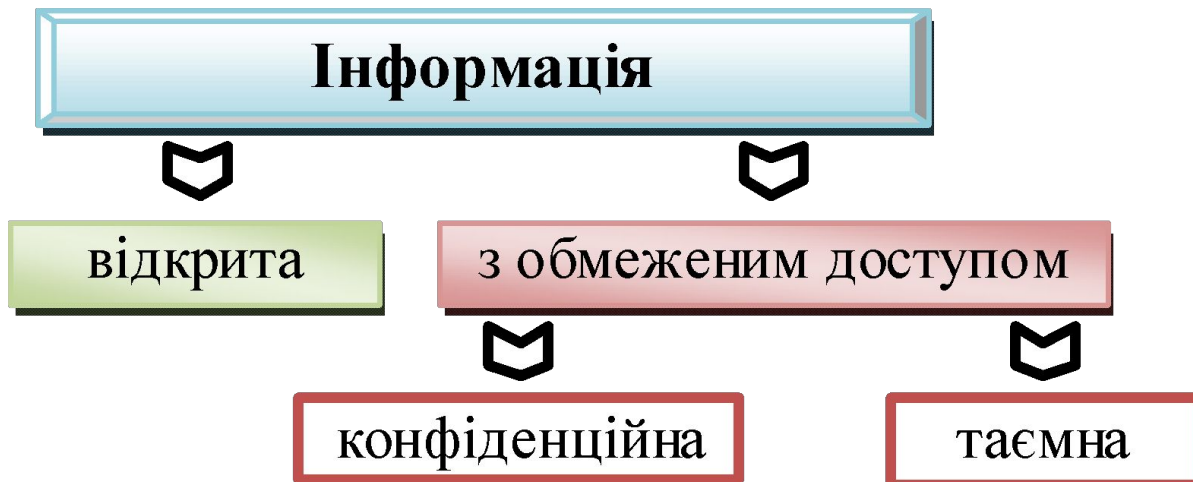 Інформація
відкрита
з обмеженим доступом
конфіденційна
таємна